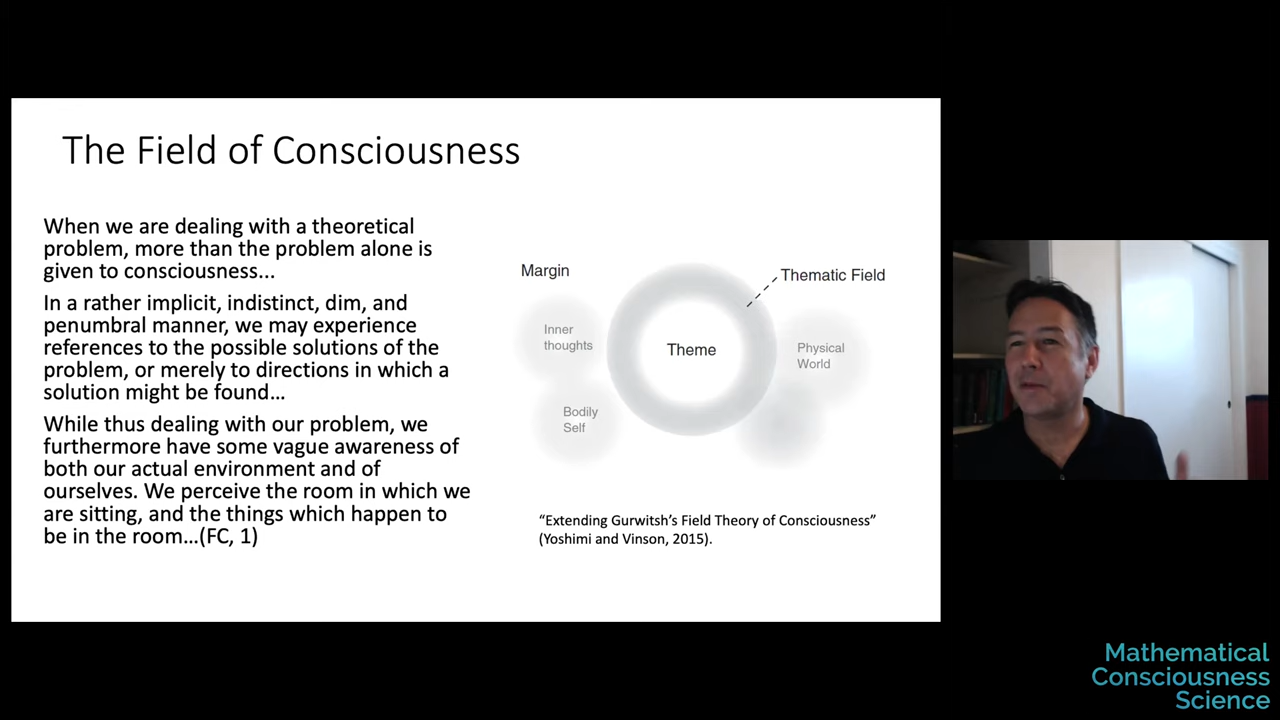 The Field of Consciousness
When we are dealing with a theoretical
problem, more than the problem alone is
given to consciousness...
In a rather implicit, indistinct, dim, and
penumbral manner, we may experience
references to the possible solutions of the
problem, or merely to directions in which a
solution might be found…
While thus dealing with our problem, we
furthermore have some vague awareness of
both our actual environment and of
ourselves. We perceive the room in which we
are sitting, and the things which happen to
be in the room…(FC, 1)
Margin
Thematic Field
Inner
thoughts
Theme
Physical
World
Bodily
Self
“Extending Gurwitsh’s Field Theory of Consciousness”
(Yoshimi and Vinson, 2015).
Mathematical
Consciousness
Science